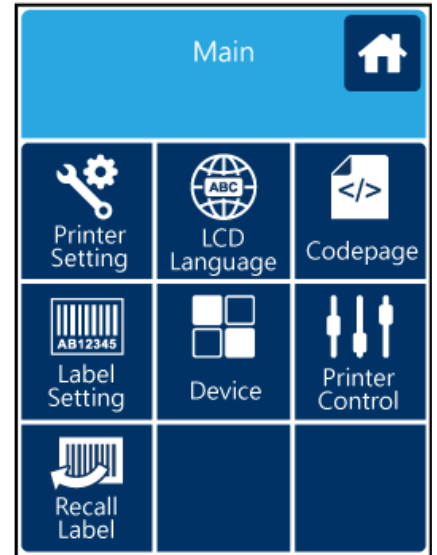 Main
Printer
Setting
ABC
LCD
Language
</>
Codepage
AB12345
Label
Setting
Device
Printer
Control
Recall
Label